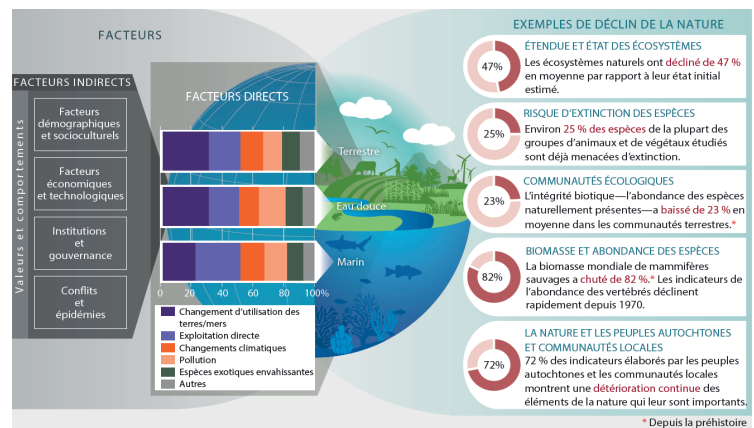 FACTEURS
FACTEURS INDIRECTS
Valeurs et comportements
Facteurs
démographiques
et socioculturels
Facteurs
économiques
et technologiques
Institutions
et
gouvernance
Conflits
et
épidémies
FACTEURS DIRECTS
Terrestre
Eau douce
Marin
0 20 40 60 80 100%
Changement d'utilisation des
terres/mers
Exploitation directe
Changements climatiques
Pollution
Espèces exotiques envahissantes
Autres
EXEMPLES DE DÉCLIN DE LA NATURE
47%
ÉTENDUE ET ÉTAT DES ÉCOSYSTÈMES
Les écosystèmes naturels ont décliné de 47 %
en moyenne par rapport à leur état initial
estimé.
25%
RISQUE D'EXTINCTION DES ESPÈCES
Environ 25 % des espèces de la plupart des
groupes d'animaux et de végétaux étudiés
sont déjà menacées d'extinction.
23%
COMMUNAUTÉS ÉCOLOGIQUES
L'intégrité biotique—l'abondance des espèces
naturellement présentes—a baissé de 23 % en
moyenne dans les communautés terrestres.*
82%
BIOMASSE ET ABONDANCE DES ESPÈCES
La biomasse mondiale de mammifères
sauvages a chuté de 82 %.* Les indicateurs de
l'abondance des vertébrés déclinent
rapidement depuis 1970.
72%
LA NATURE ET LES PEUPLES AUTOCHTONES
ET COMMUNAUTÉS LOCALES
72 % des indicateurs élaborés par les peuples
autochtones et les communautés locales
montrent une détérioration continue des
éléments de la nature qui leur sont importants.
* Depuis la préhistoire